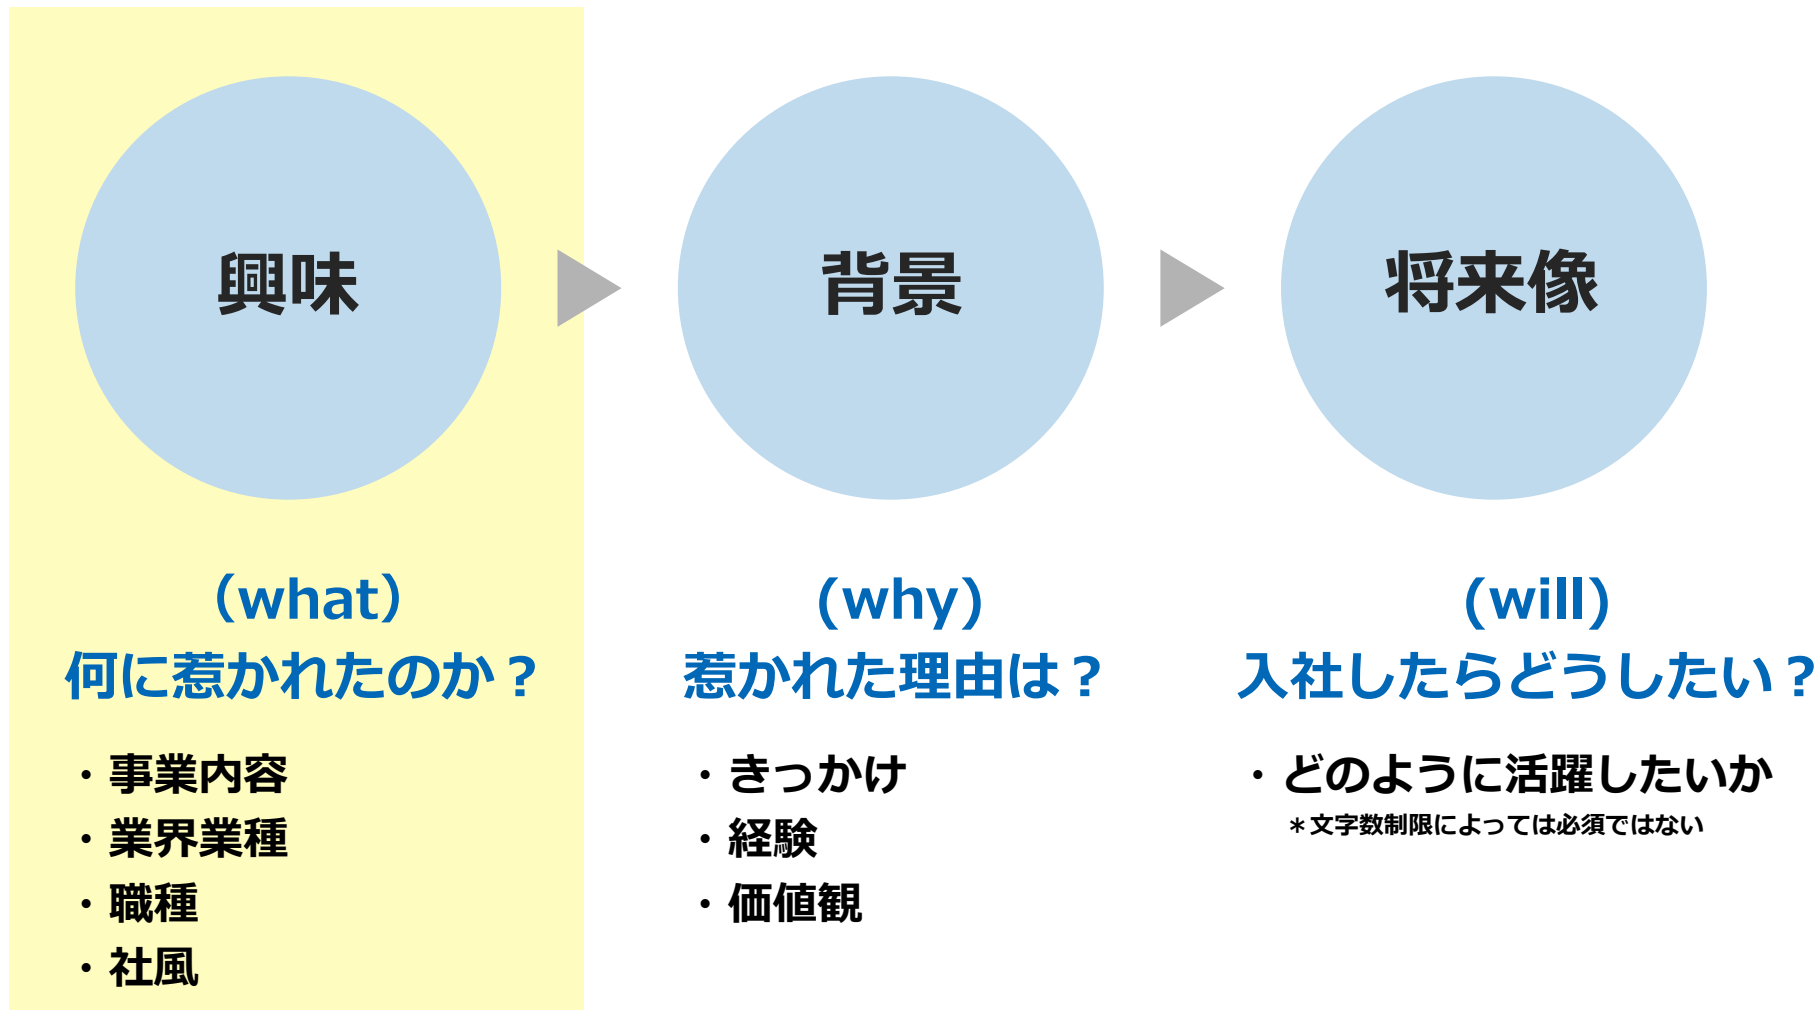 興味
（what）
何に惹かれたのか？
・事業内容
・業界業種
・職種
・社風
背景
(why)
惹かれた理由は？
・きっかけ
・経験
・価値観
将来像
(will)
入社したらどうしたい？
・どのように活躍したいか
＊文字数制限によっては必須ではない